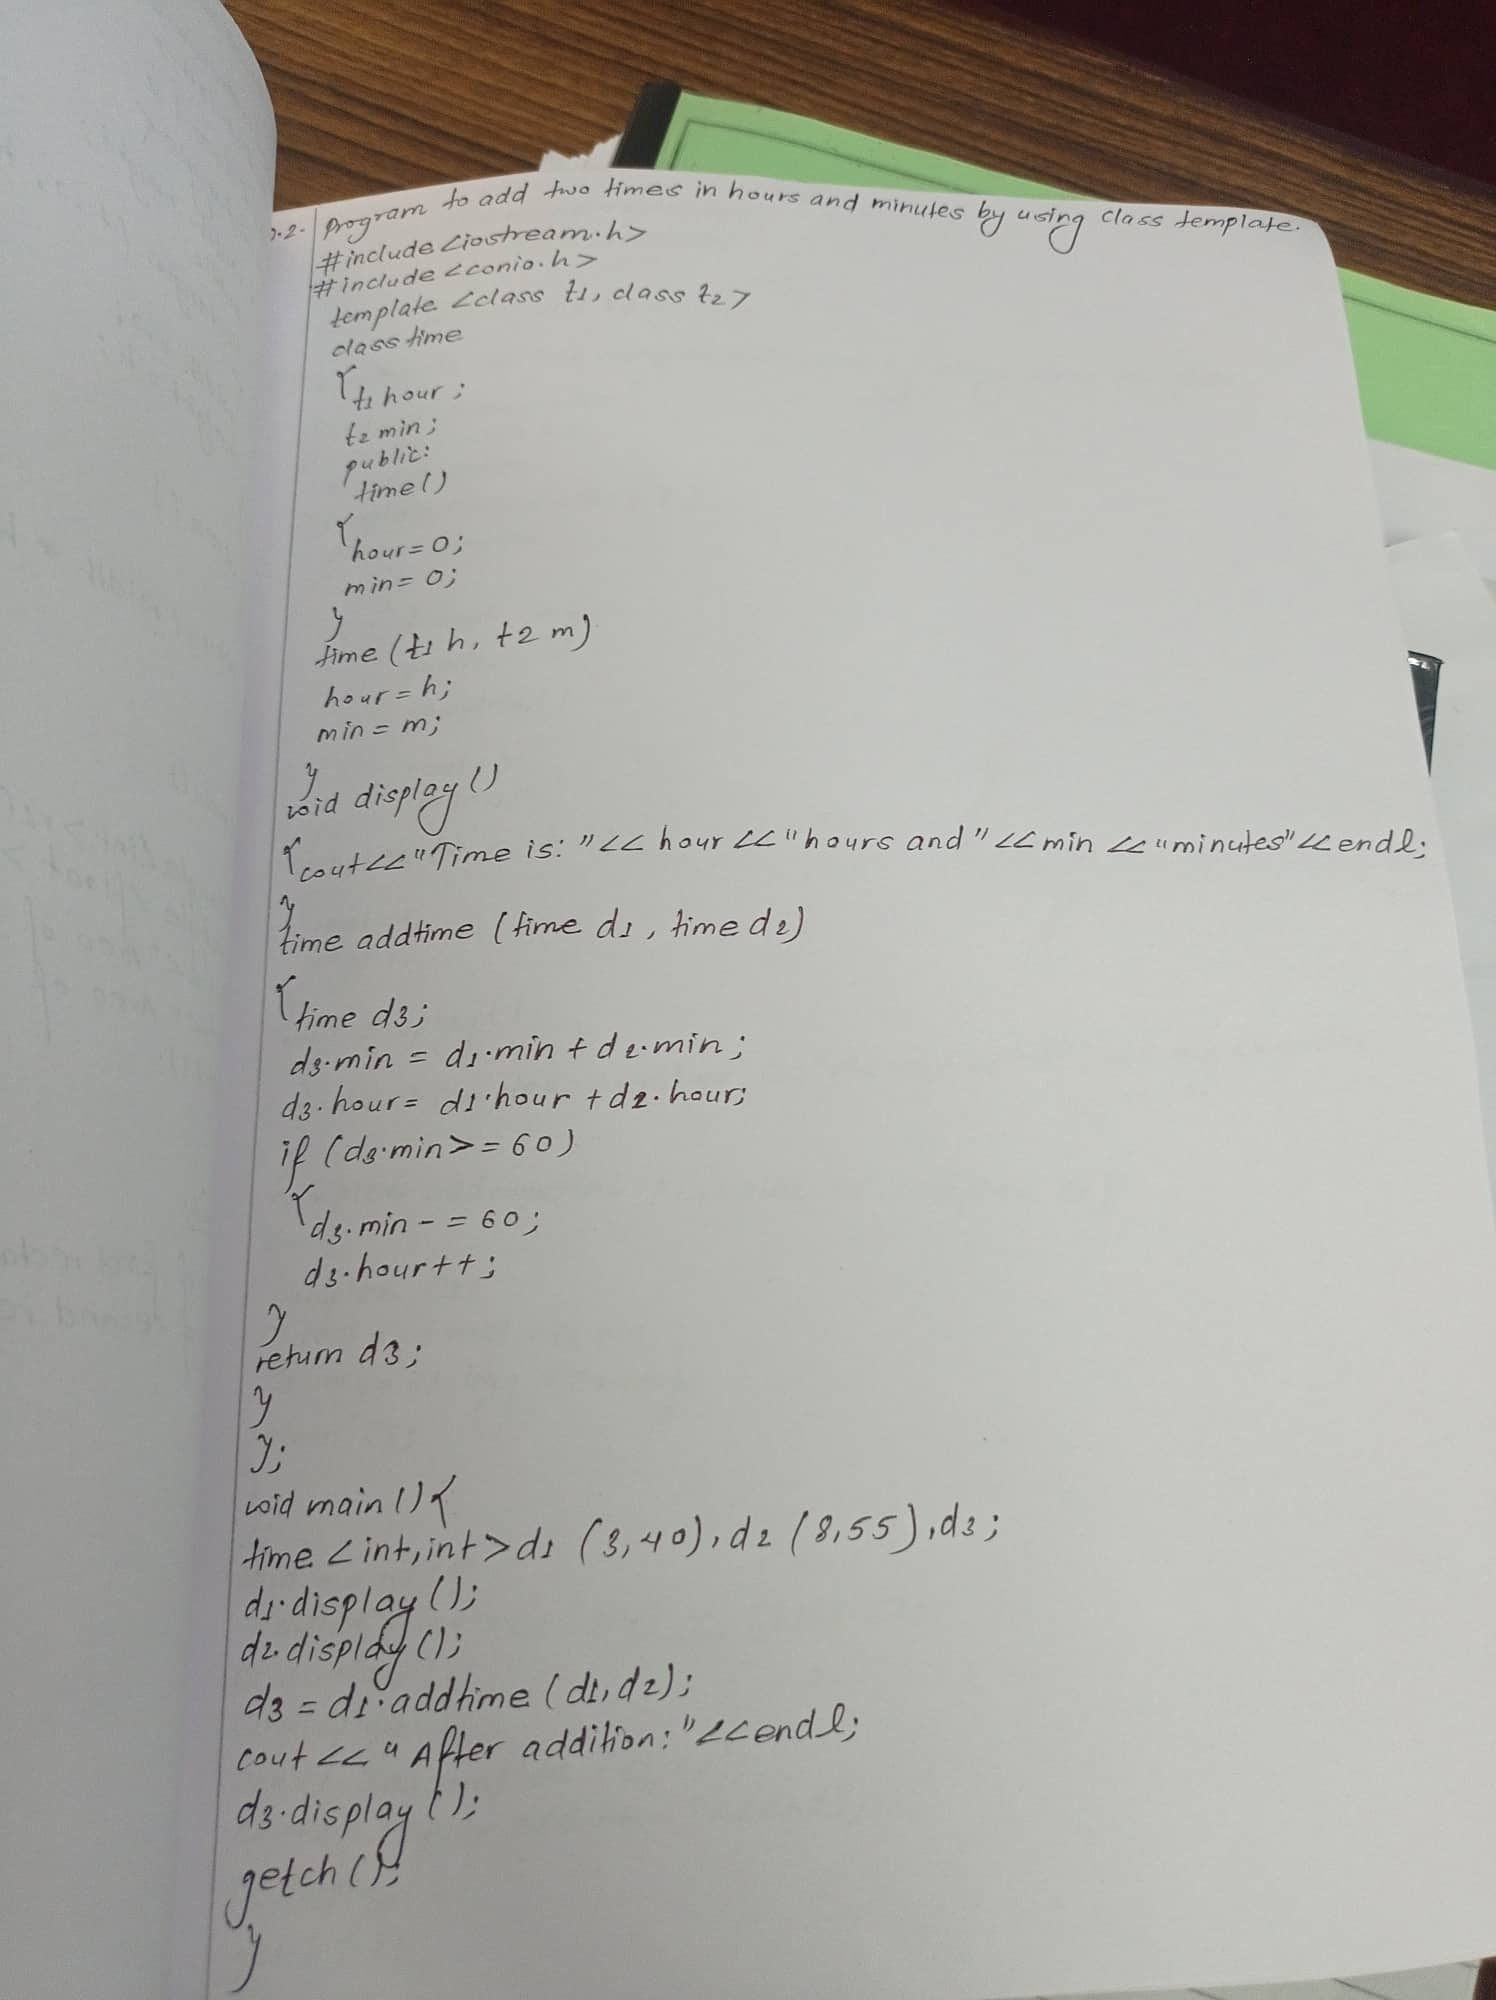 2. Program to add two times in hours and minutes by using class template.
#include <iostream.h>
#include <conio.h>
template <class t1, class t2>
class time
{
t1 hour;
t2 min;
public:
time()
{
hour=0;
min=0;
}
time (t1 h, t2 m)
hour=h;
min=m;
}
void display()
{
cout<<"Time is: "<<hour<<"hours and "<<min<<"minutes"<<endl;
}
time addtime (time d1, time d2)
{
time d3;
d3.min = d1.min + d2.min;
d3.hour = d1.hour + d2.hour;
if (d3.min>=60)
{
d3.min -= 60;
d3.hour++;
}
return d3;
}
};
void main(){
time <int,int> d1 (3,40), d2 (8,55), d3;
d1.display();
d2.display();
d3 = d1.addtime (d1,d2);
cout << "After addition:"<<endl;
d3.display();
getch();
}